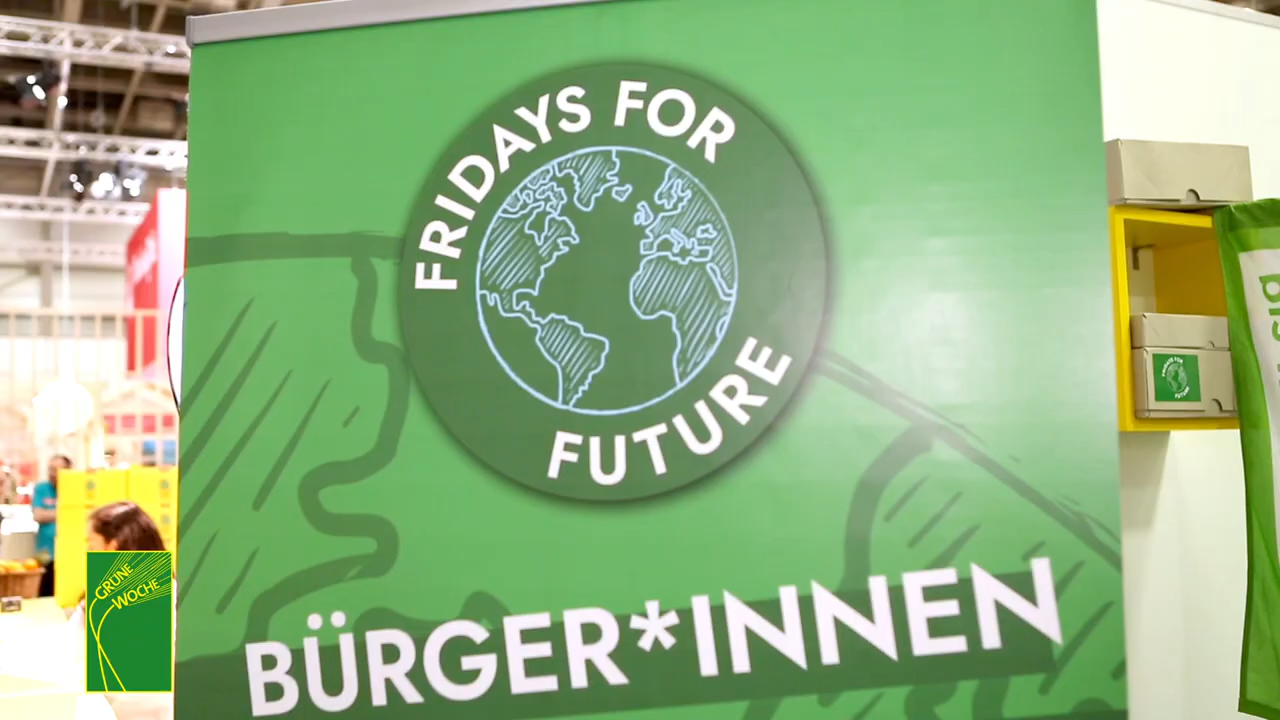 FRIDAYS FOR
FUTURE
BÜRGER*INNEN
GRÜNE
WOCHE